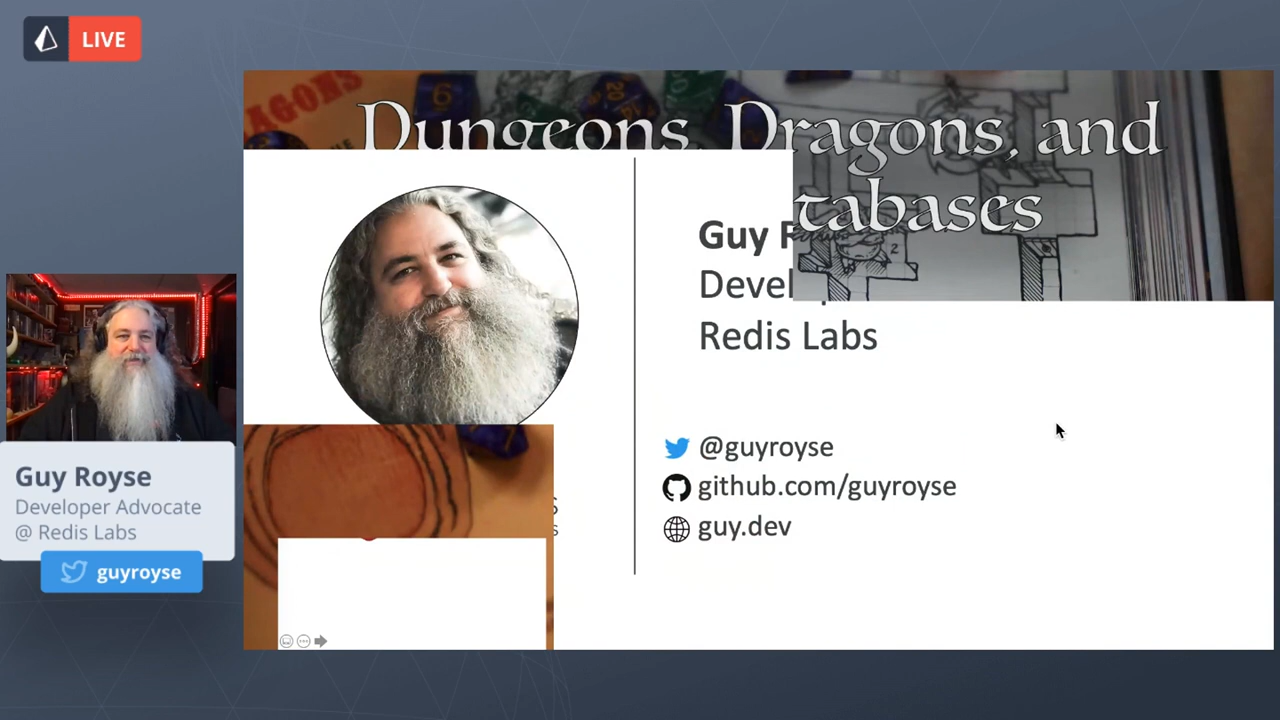 LIVE
Dungeons, Dragons, and
tabases
Guy
Redis Labs
@guyroyse
github.com/guyroyse
guy.dev
Guy Royse
Developer Advocate
@ Redis Labs
guyroyse